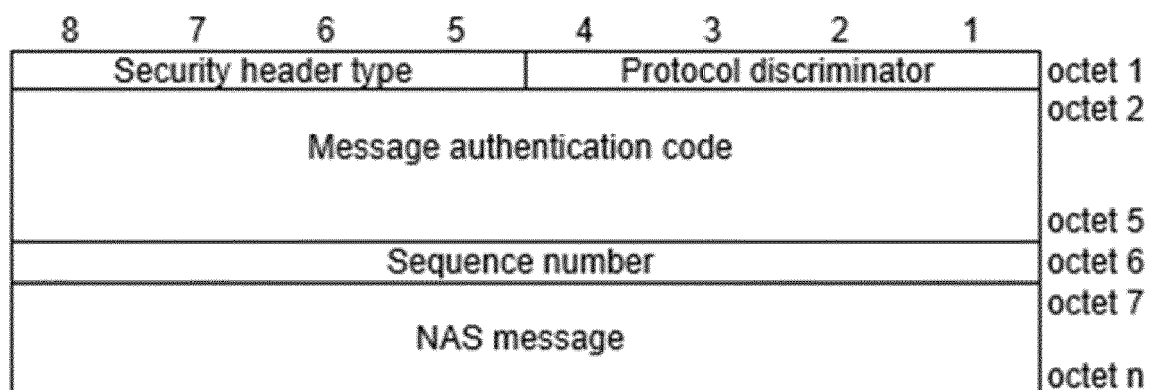 8 7 6 5 4 3 2 1
Security header type Protocol discriminator octet 1
octet 2
Message authentication code
octet 5
Sequence number octet 6
octet 7
NAS message
octet n